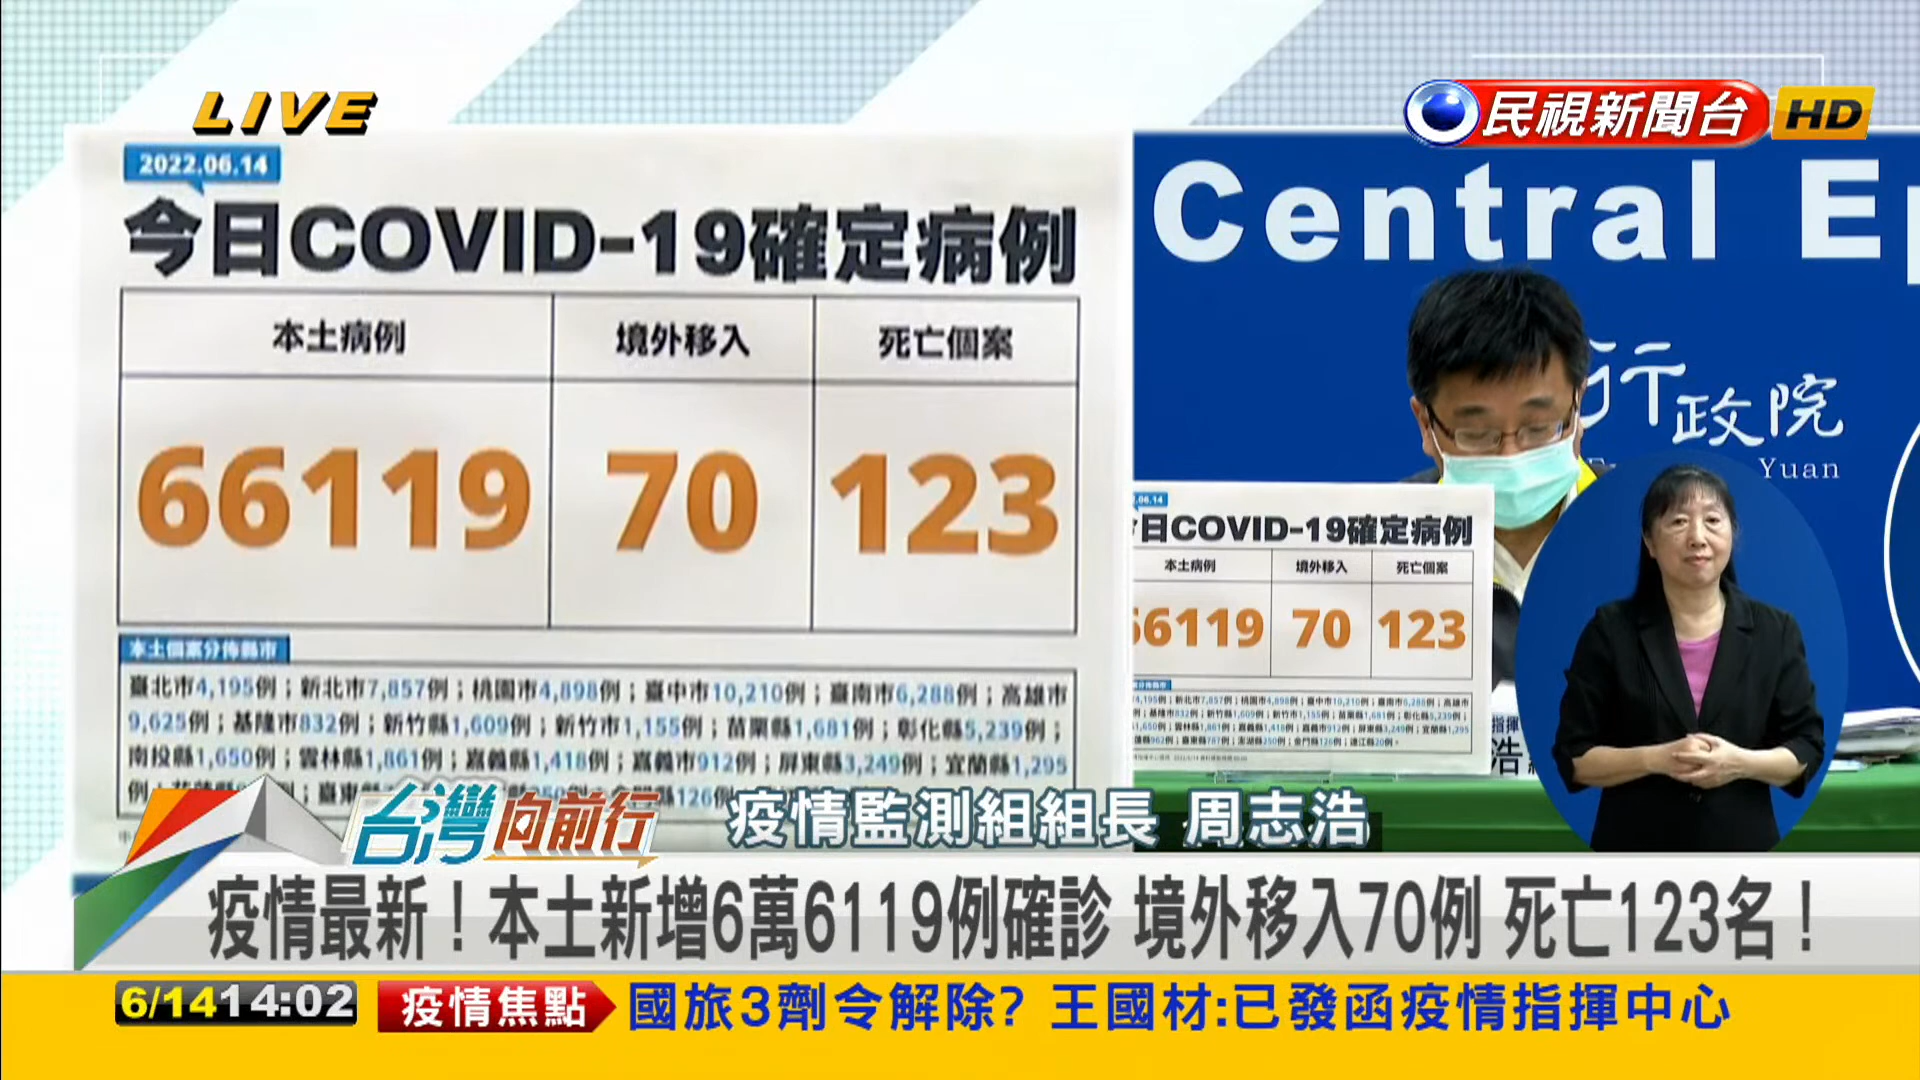 LIVE
民視新聞台 HD
2022.06.14
今日COVID-19確定病例
本土病例 境外移入 死亡個案
66119 70 123
本土個案分佈縣市
臺北市4,195例；新北市7,857例；桃園市4,898例；臺中市10,210例；臺南市6,288例；高雄市
9,625例；基隆市832例；新竹縣1,609例；新竹市1,155例；苗栗縣1,681例；彰化縣5,239例；
南投縣1,650例；雲林縣1,861例；嘉義縣1,418例；嘉義市912例；屏東縣3,249例；宜蘭縣1,295
Central Ep
行政院
Yuan
今日COVID-19確定病例
本土病例 境外移入 死亡個案
66119 70 123
台灣向前行
疫情監測組組長 周志浩
疫情最新！本土新增6萬6119例確診 境外移入70例 死亡123名！
6/14 14:02 疫情焦點 國旅3劑令解除? 王國材:已發函疫情指揮中心